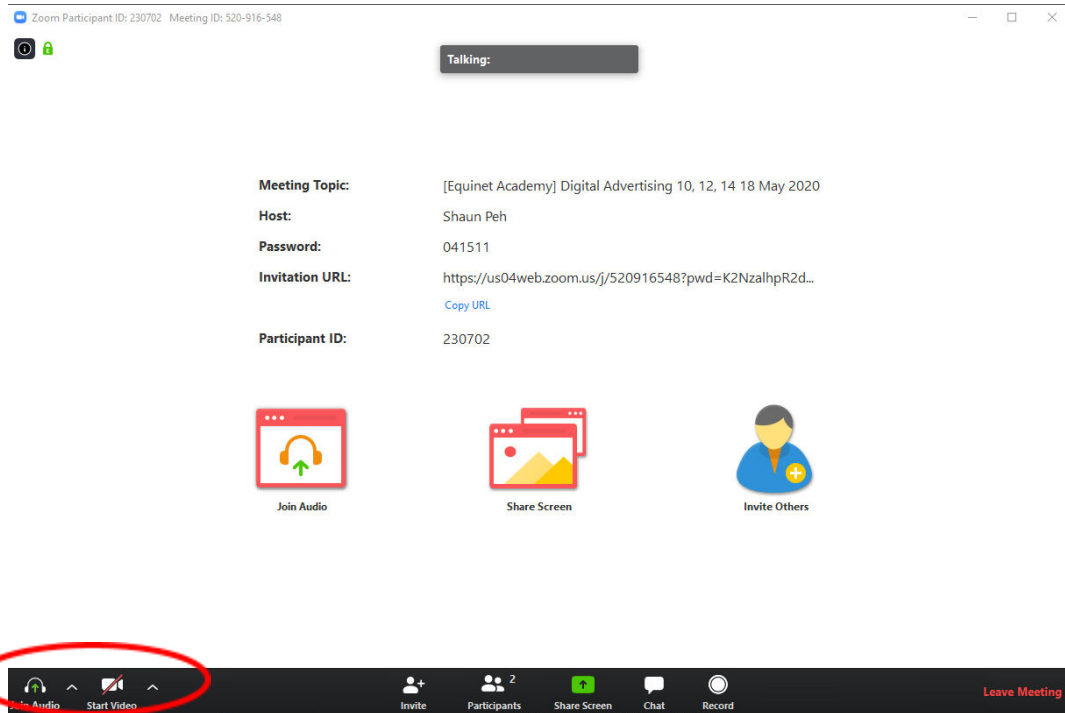 Zoom Participant ID: 230702 Meeting ID: 520-916-548
Talking:
Meeting Topic: [Equinet Academy] Digital Advertising 10, 12, 14 18 May 2020
Host: Shaun Peh
Password: 041511
Invitation URL: https://us04web.zoom.us/j/520916548?pwd=K2NzalhpR2d...
Copy URL
Participant ID: 230702
Join Audio Share Screen Invite Others
2
Join Audio Start Video Invite Participants Share Screen Chat Record Leave Meeting